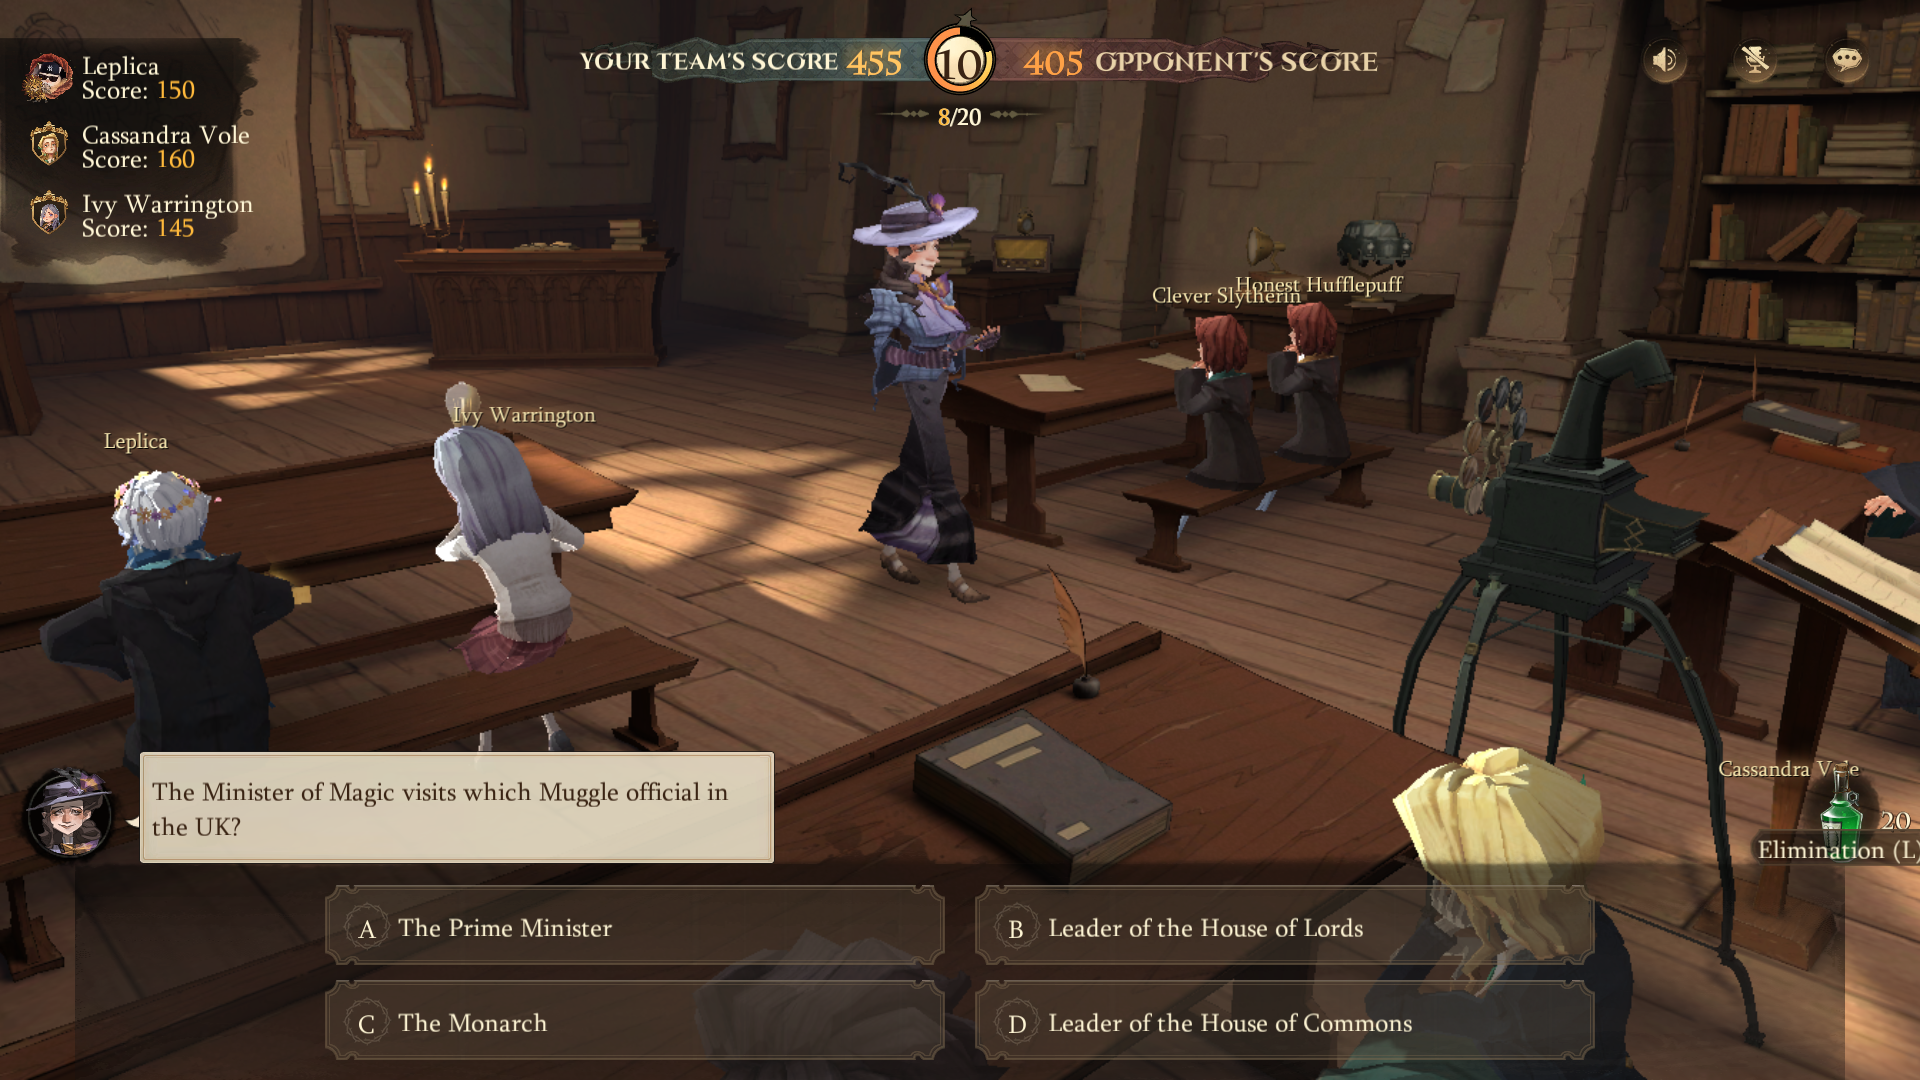 Leplica
Score: 150
Cassandra Vole
Score: 160
Ivy Warrington
Score: 145
YOUR TEAM'S SCORE 455
10
405 OPPONENT'S SCORE
8/20
Clever Slytherin
Honest Hufflepuff
Leplica
Ivy Warrington
Cassandra Vole
20
Elimination (L)
The Minister of Magic visits which Muggle official in
the UK?
A The Prime Minister
B Leader of the House of Lords
C The Monarch
D Leader of the House of Commons